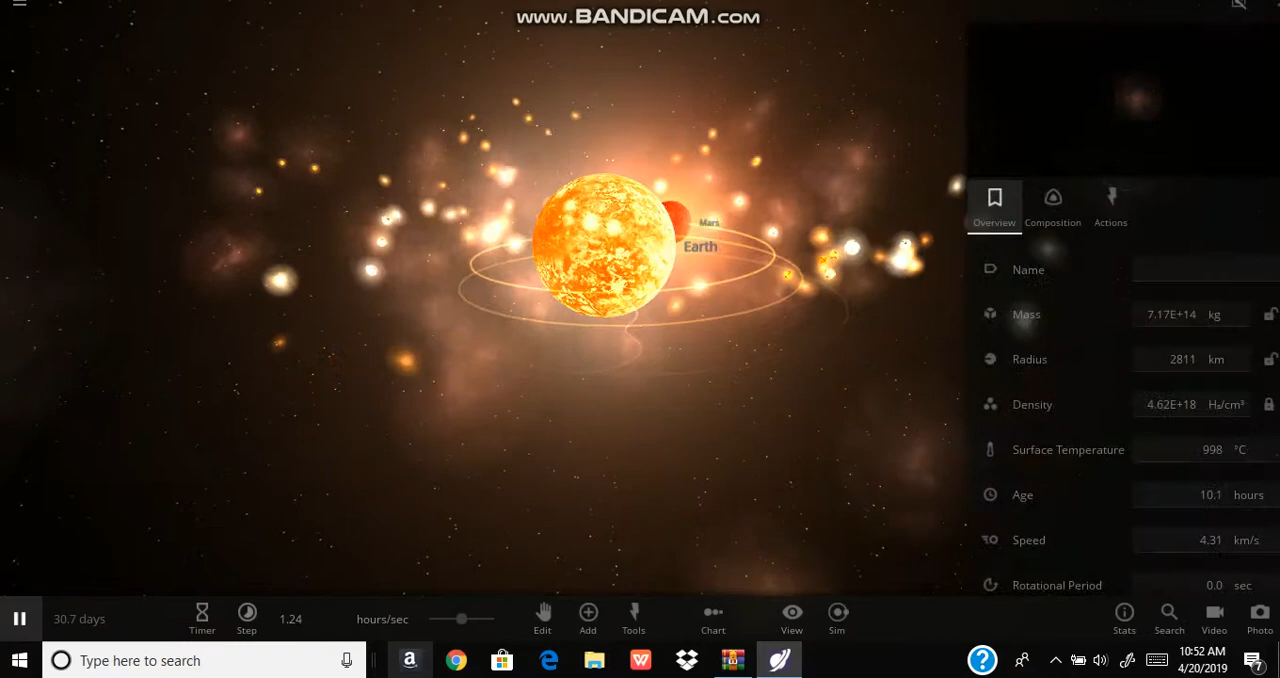 www.BANDICAM.com
Mars
Earth
Overview
Composition
Actions
Name
Mass 7.17E+14 kg
Radius 2811 km
Density 4.62E+18 H₂/cm³
Surface Temperature 998 °C
Age 10.1 hours
Speed 4.31 km/s
Rotational Period 0.0 sec
30.7 days
Timer
Step
1.24 hours/sec
Edit
Add
Tools
Chart
View
Sim
Stats
Search
Video
Photo
Type here to search
10:52 AM
4/20/2019
7